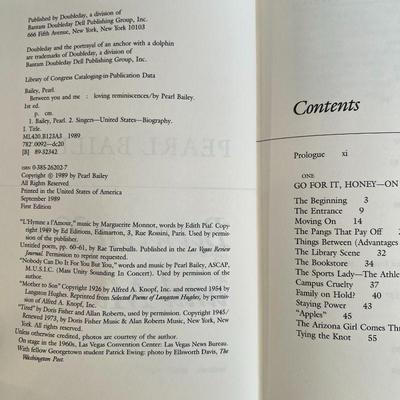 Published by Doubleday, a division of
Bantam Doubleday Dell Publishing Group, Inc.
666 Fifth Avenue, New York, New York 10103
Doubleday and the portrayal of an anchor with a dolphin
are trademarks of Doubleday, a division of
Bantam Doubleday Dell Publishing Group, Inc.
Library of Congress Cataloging-in-Publication Data
Bailey, Pearl.
Between you and me : loving reminiscences/by Pearl Bailey.
1st ed.
p. cm.
1. Bailey, Pearl. 2. Singers—United States—Biography.
I. Title.
ML420.B123A3 1989
782'.0092—dc20
[B] 89-32342
ISBN 0-385-26202-7
Copyright © 1989 by Pearl Bailey
All Rights Reserved
Printed in the United States of America
September 1989
First Edition
"L'Hymne a l'Amour," music by Marguerite Monnot, words by Edith Piaf. Copy-
right 1949 by Ed Editions, Edimarton, 3, Rue Rossini, Paris. Used by permis-
sion of the publisher.
Untitled poem, pp. 60–61, by Rae Turnbulls. Printed in the Las Vegas Review
Journal. Permission to reprint requested.
"Nobody Can Do It For You But You," words and music by Pearl Bailey, ASCAP,
M.U.S.I.C. (Mass Unity Sounding In Concert). Used by permission of the
author.
"Mother to Son" Copyright 1926 by Alfred A. Knopf, Inc. and renewed 1954 by
Langston Hughes. Reprinted from Selected Poems of Langston Hughes, by permis-
sion of Alfred A. Knopf, Inc.
"Tired" by Doris Fisher and Allan Roberts, used by permission. Copyright 1945/
Renewed 1973, by Doris Fisher Music & Alan Roberts Music, New York, New
York. All rights reserved.
Unless otherwise credited, photos are courtesy of the author.
On stage in the 1960s, Las Vegas Convention Center: Las Vegas News Bureau.
With fellow Georgetown student Patrick Ewing: photo by Ellsworth Davis, The
Washington Post.
PEARL BAIL
Contents
Prologue xi
ONE
GO FOR IT, HONEY—ON
The Beginning 3
The Entrance 9
Moving On 14
The Pangs That Pay Off
Things Between (Advantages
The Library Scene 32
The Bookstore 34
The Sports Lady—The Athle
Campus Cruelty 37
Family on Hold? 40
Staying Power 43
"Apples" 45
The Arizona Girl Comes Thr
Tying the Knot 55